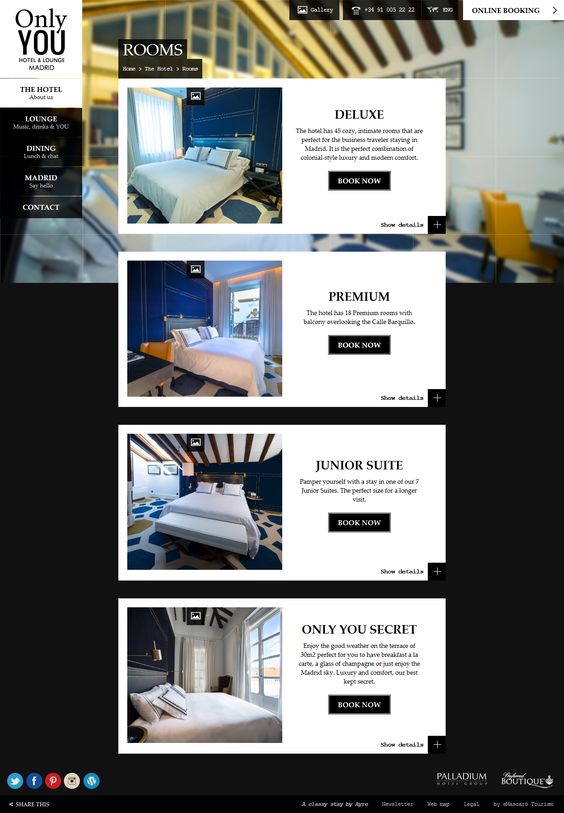 Only
YOU
HOTEL & LOUNGE
MADRID
Gallery
+34 91 005 22 22
ENG
ONLINE BOOKING
ROOMS
Home > The Hotel > Rooms
THE HOTEL
About us
LOUNGE
Music, drinks & YOU
DINING
Lunch & chat
MADRID
Say hello
CONTACT
DELUXE
The hotel has 45 cozy, intimate rooms that are
perfect for the business traveler staying in
Madrid. It is the perfect combination of
colonial-style luxury and modern comfort.
BOOK NOW
Show details
PREMIUM
The hotel has 18 Premium rooms with
balcony overlooking the Calle Barquillo.
BOOK NOW
Show details
JUNIOR SUITE
Pamper yourself with a stay in one of our 7
Junior Suites. The perfect size for a longer
visit.
BOOK NOW
Show details
ONLY YOU SECRET
Enjoy the good weather on the terrace of
30m2 perfect for you to have breakfast a la
carte, a glass of champagne or just enjoy the
Madrid sky. Luxury and comfort, our best
kept secret.
BOOK NOW
Show details
PALLADIUM
HOTEL GROUP
Preferred
BOUTIQUE
< SHARE THIS
A classy stay by Ayre
Newsletter
Web map
Legal
by eMascaró Turismo